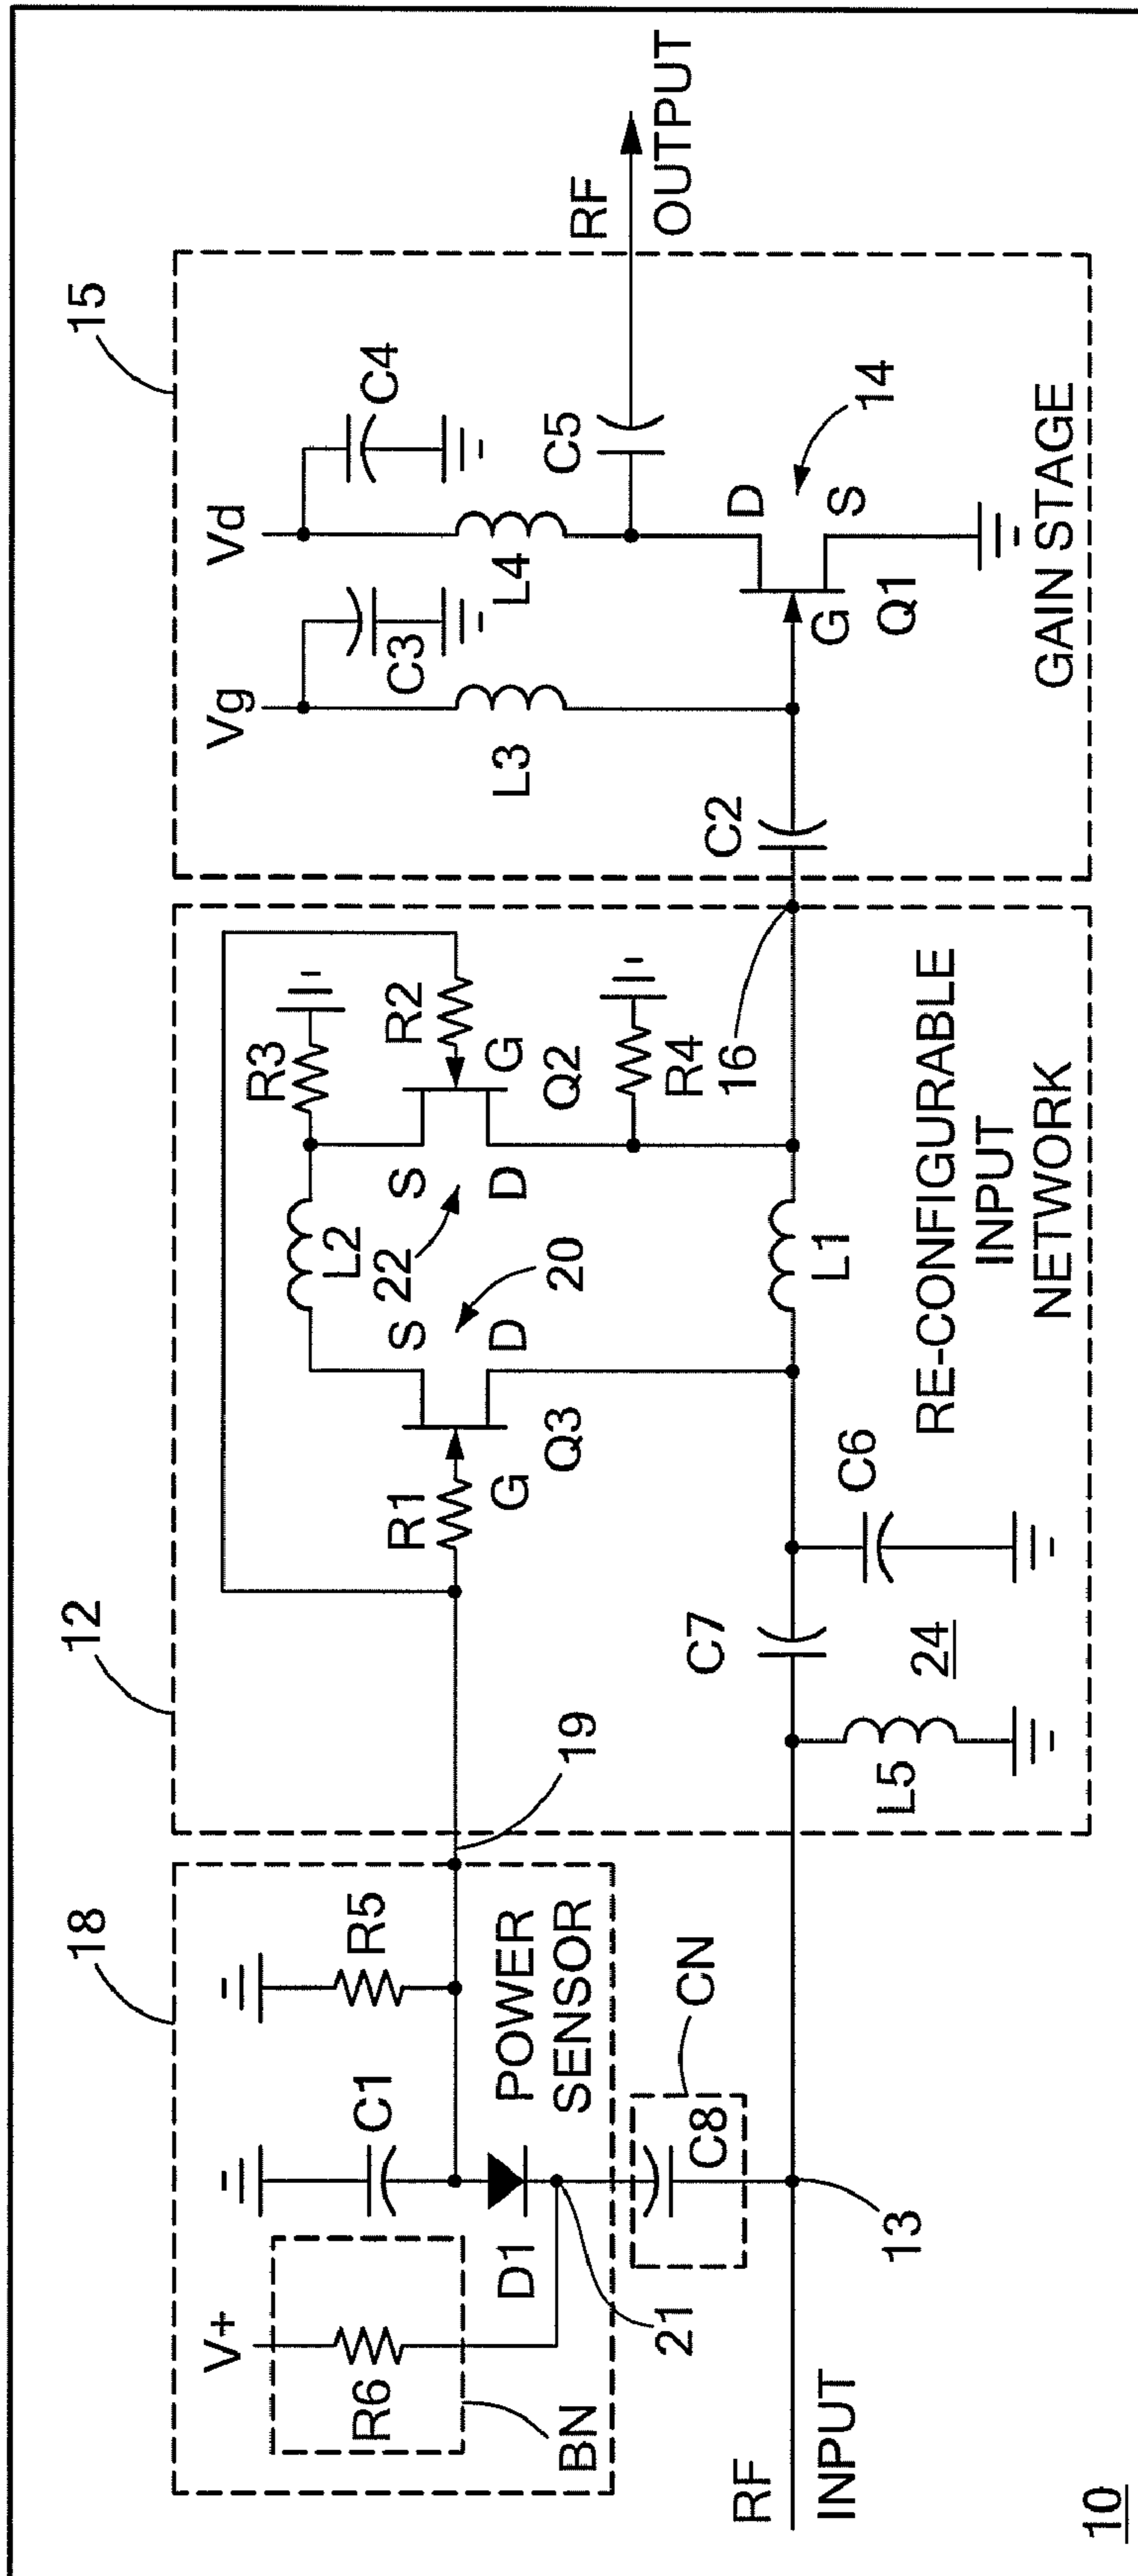 18
12
15
V+
R6
BN
C1
R5
D1
POWER
SENSOR
21
CN
C8
13
RF
INPUT
10
19
R1
G
Q3
S
D
20
L2
22
S
D
R3
R2
G
Q2
R4
16
L1
C7
C6
L5
24
RE-CONFIGURABLE
INPUT
NETWORK
C2
Vg
C3
L3
Vd
C4
L4
C5
D
G
S
Q1
14
GAIN STAGE
RF
OUTPUT